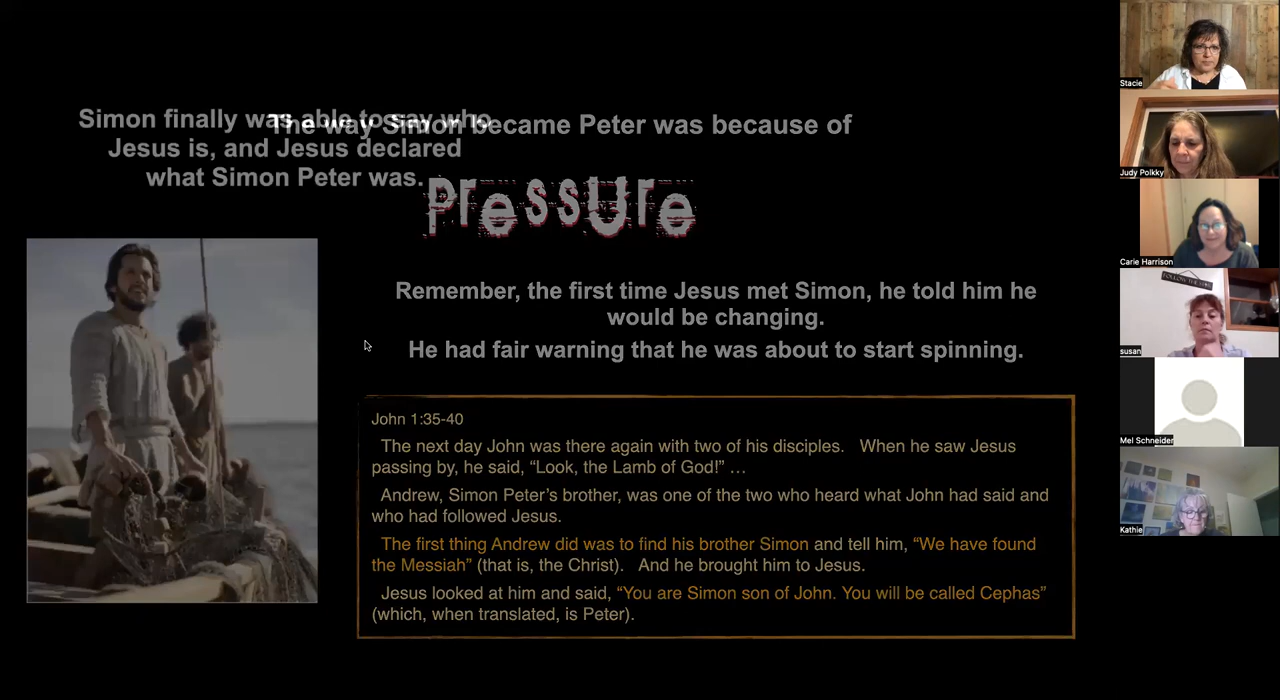 Simon finally was able to say who
Jesus is, and Jesus declared
what Simon Peter was.
The way Simon became Peter was because of
Pressure
Remember, the first time Jesus met Simon, he told him he
would be changing.
He had fair warning that he was about to start spinning.
John 1:35-40
The next day John was there again with two of his disciples. When he saw Jesus
passing by, he said, “Look, the Lamb of God!” …
Andrew, Simon Peter’s brother, was one of the two who heard what John had said and
who had followed Jesus.
The first thing Andrew did was to find his brother Simon and tell him, “We have found
the Messiah” (that is, the Christ). And he brought him to Jesus.
Jesus looked at him and said, “You are Simon son of John. You will be called Cephas”
(which, when translated, is Peter).
Stacie
Judy Polkky
Carie Harrison
FOLLOW THE
susan
Mel Schneider
Kathie